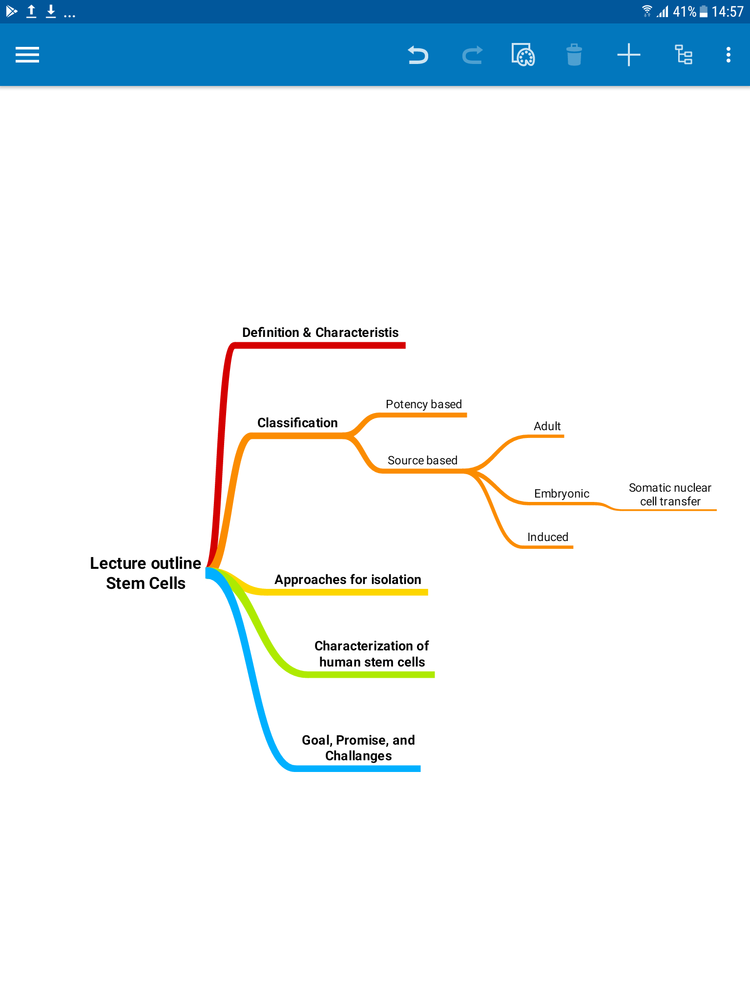 41% 14:57
Definition & Characteristis
Potency based
Classification
Adult
Source based
Somatic nuclear
cell transfer
Embryonic
Induced
Lecture outline
Stem Cells
Approaches for isolation
Characterization of
human stem cells
Goal, Promise, and
Challanges